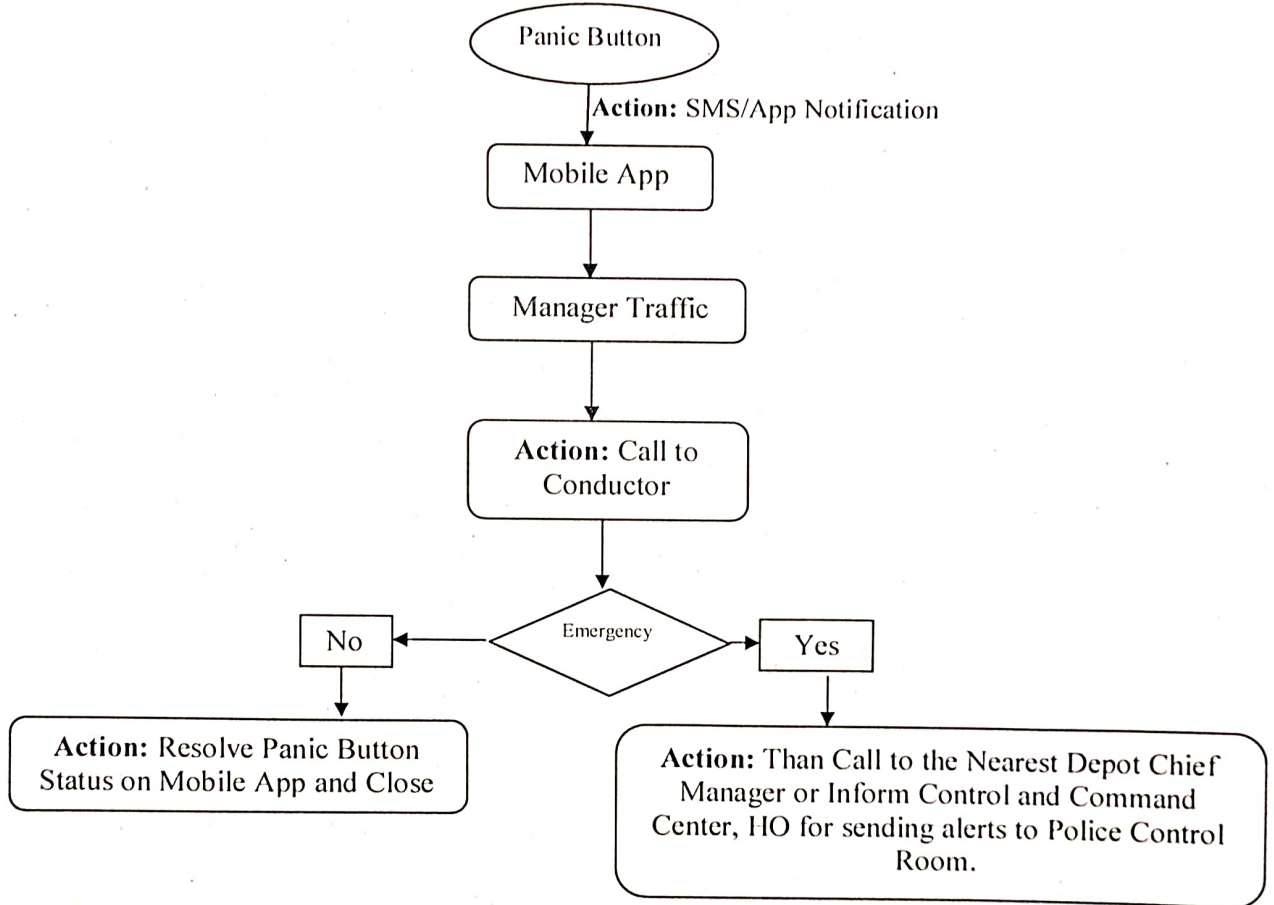 Panic Button
Action: SMS/App Notification
Mobile App
Manager Traffic
Action: Call to
Conductor
Emergency
No
Yes
Action: Resolve Panic Button
Status on Mobile App and Close
Action: Than Call to the Nearest Depot Chief
Manager or Inform Control and Command
Center, HO for sending alerts to Police Control
Room.